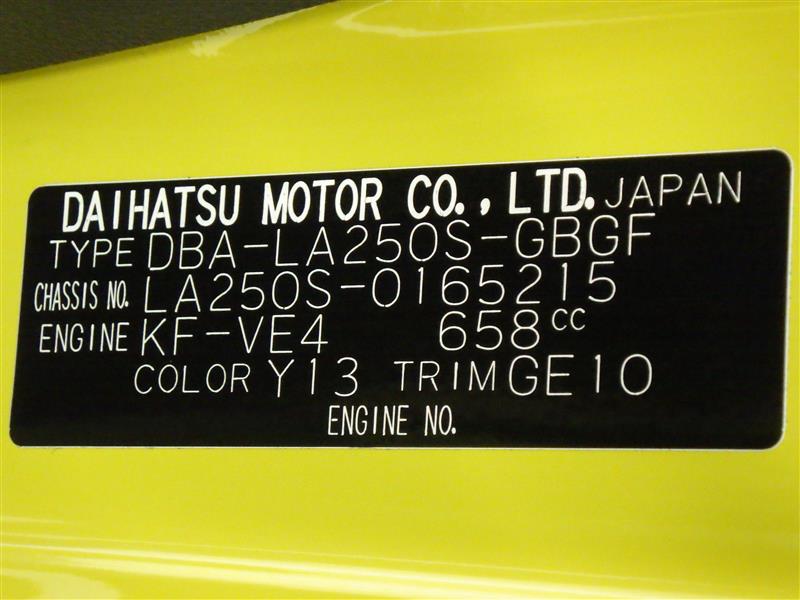 DAIHATSU MOTOR CO., LTD. JAPAN
TYPE DBA-LA250S-GBGF
CHASSIS NO. LA250S-0165215
ENGINE KF-VE4 658CC
COLOR Y13 TRIM GE10
ENGINE NO.